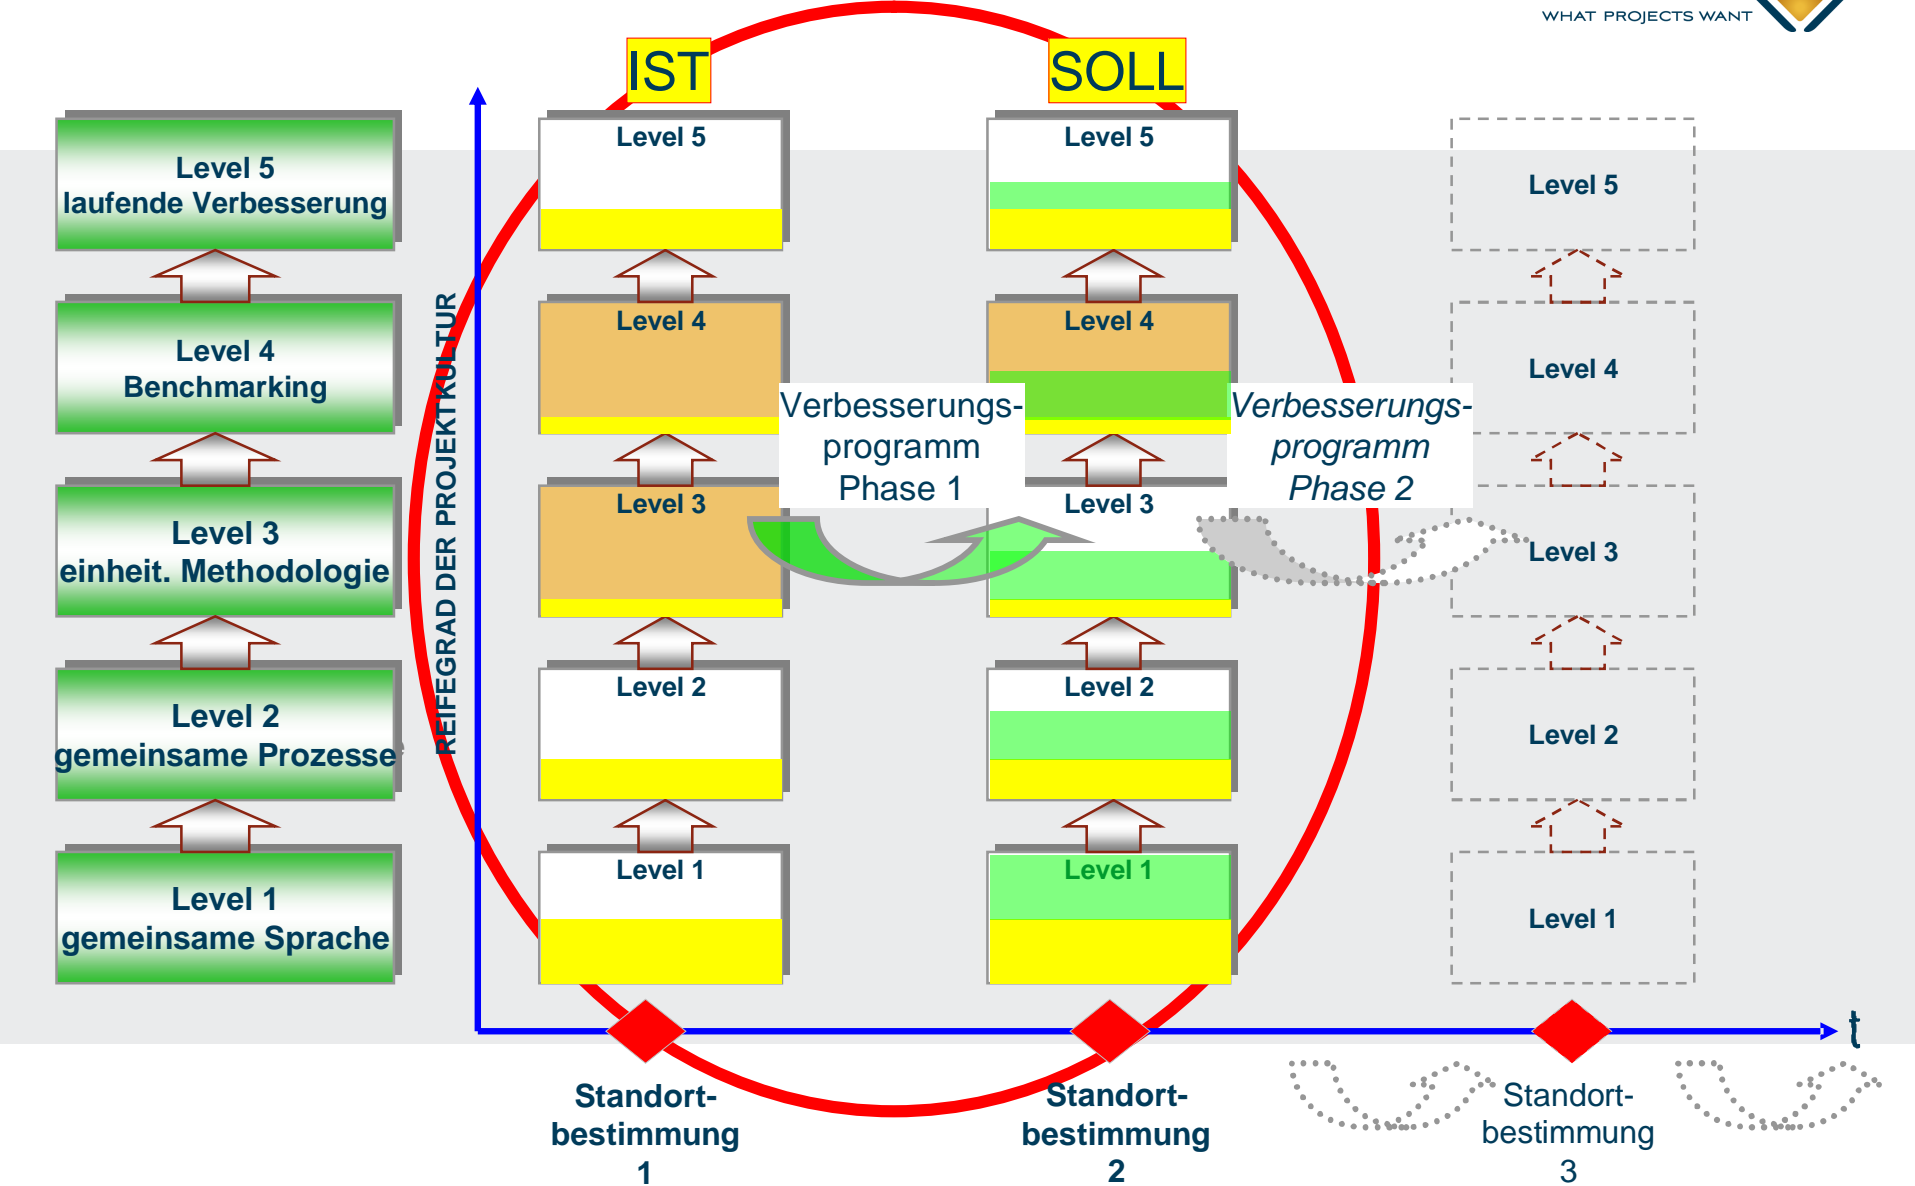 WHAT PROJECTS WANT
IST
SOLL
Level 5
laufende Verbesserung
Level 4
Benchmarking
Level 3
einheit. Methodologie
Level 2
gemeinsame Prozesse
Level 1
gemeinsame Sprache
REIFEGRAD DER PROJEKTKULTUR
Level 5
Level 4
Level 3
Level 2
Level 1
Verbesserungs-
programm
Phase 1
Level 5
Level 4
Level 3
Level 2
Level 1
Verbesserungs-
programm
Phase 2
Level 5
Level 4
Level 3
Level 2
Level 1
t
Standort-
bestimmung
1
Standort-
bestimmung
2
Standort-
bestimmung
3